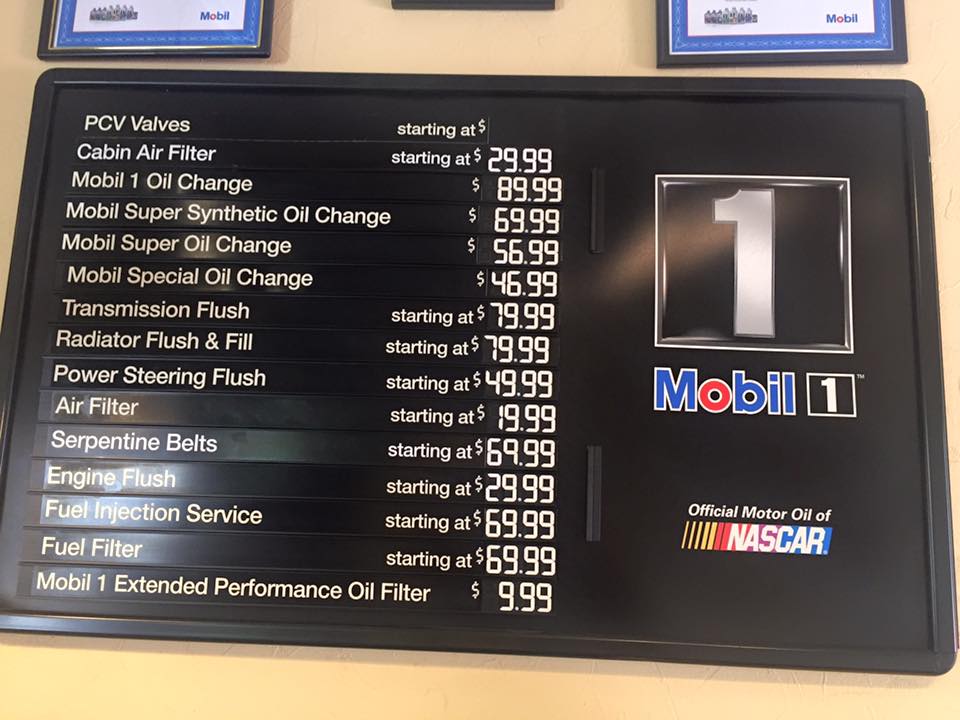 Mobil
Mobil
PCV Valves starting at $
Cabin Air Filter starting at $ 29.99
Mobil 1 Oil Change $ 89.99
Mobil Super Synthetic Oil Change $ 69.99
Mobil Super Oil Change $ 56.99
Mobil Special Oil Change $ 46.99
Transmission Flush starting at $ 79.99
Radiator Flush & Fill starting at $ 79.99
Power Steering Flush starting at $ 49.99
Air Filter starting at $ 19.99
Serpentine Belts starting at $ 69.99
Engine Flush starting at $ 29.99
Fuel Injection Service starting at $ 69.99
Fuel Filter starting at $ 69.99
Mobil 1 Extended Performance Oil Filter $ 9.99
1
Mobil 1™
Official Motor Oil of
NASCAR